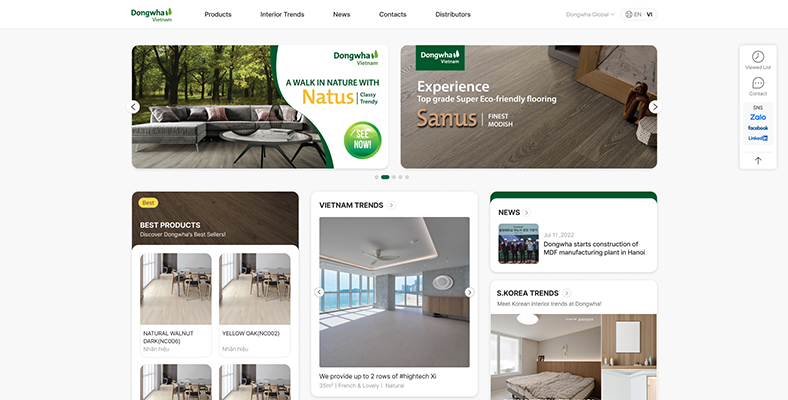 Dongwha
Vietnam
Products
Interior Trends
News
Contacts
Distributors
Dongwha Global
EN
VI
Dongwha
Vietnam
A WALK IN NATURE WITH
Natus
Classy
Trendy
SEE
NOW!
Dongwha
Vietnam
Experience
Top grade Super Eco-friendly flooring
Sanus
FINEST
MODISH
Viewed List
Contact
SNS
Zalo
facebook
Linkedin
Best
BEST PRODUCTS
Discover Dongwha's Best Sellers!
NATURAL WALNUT
DARK(NC006)
Nhãn hiệu
YELLOW OAK(NC002)
Nhãn hiệu
VIETNAM TRENDS
We provide up to 2 rows of #hightech Xi
35m² | French & Lovely | Natural
NEWS
Jul 11 ,2022
Dongwha starts construction of
MDF manufacturing plant in Hanoi
S.KOREA TRENDS
Meet Korean interior trends at Dongwha!